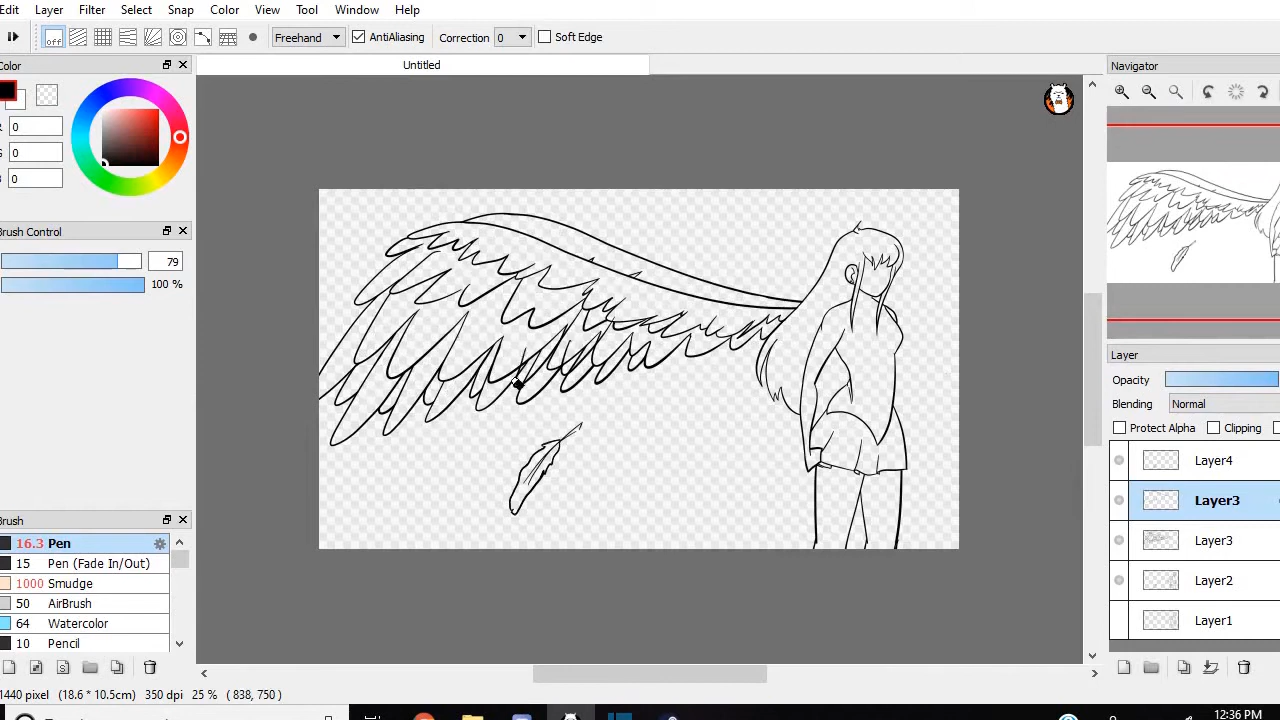 Edit Layer Filter Select Snap Color View Tool Window Help
off Freehand AntiAliasing Correction 0 Soft Edge
Color
Untitled
Navigator
R 0
G 0
B 0
Brush Control
79
100 %
Layer
Opacity
Blending Normal
Protect Alpha Clipping
Layer4
Layer3
Layer3
Layer2
Layer1
Brush
16.3 Pen
15 Pen (Fade In/Out)
1000 Smudge
50 AirBrush
64 Watercolor
10 Pencil
1440 pixel (18.6 * 10.5cm) 350 dpi 25 % ( 838, 750 )
12:36 PM